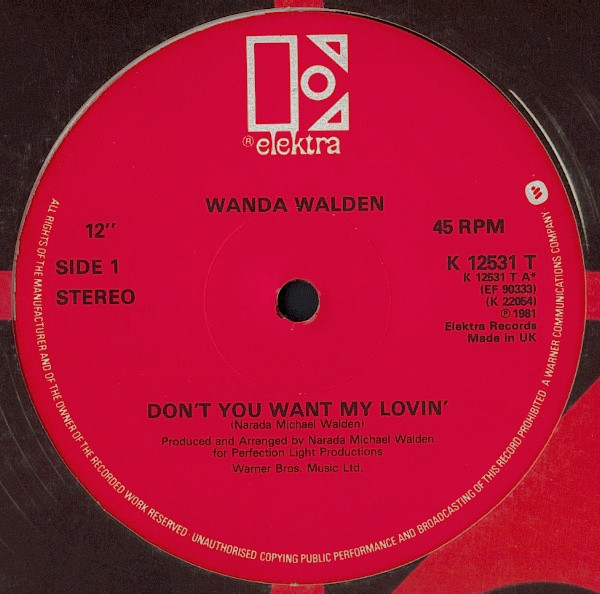 ® elektra
WANDA WALDEN
12"
SIDE 1
STEREO
45 RPM
K 12531 T
K 12531 T A*
(EF 90333)
(K 22054)
℗ 1981
Elektra Records
Made in UK
DON'T YOU WANT MY LOVIN'
(Narada Michael Walden)
Produced and Arranged by Narada Michael Walden
for Perfection Light Productions
Warner Bros. Music Ltd.
ALL RIGHTS OF THE MANUFACTURER AND OF THE OWNER OF THE RECORDED WORK RESERVED. UNAUTHORISED COPYING PUBLIC PERFORMANCE AND BROADCASTING OF THIS RECORD PROHIBITED. A WARNER COMMUNICATIONS COMPANY